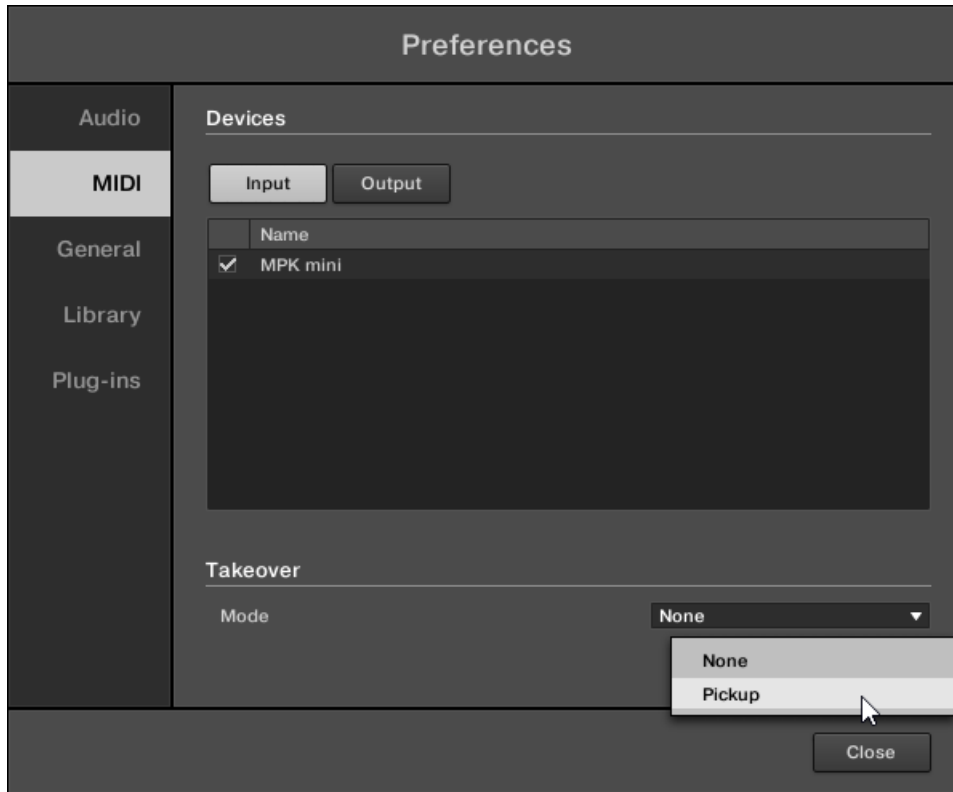 Preferences
Audio
MIDI
General
Library
Plug-ins
Devices
Input Output
Name
MPK mini
Takeover
Mode None
None
Pickup
Close